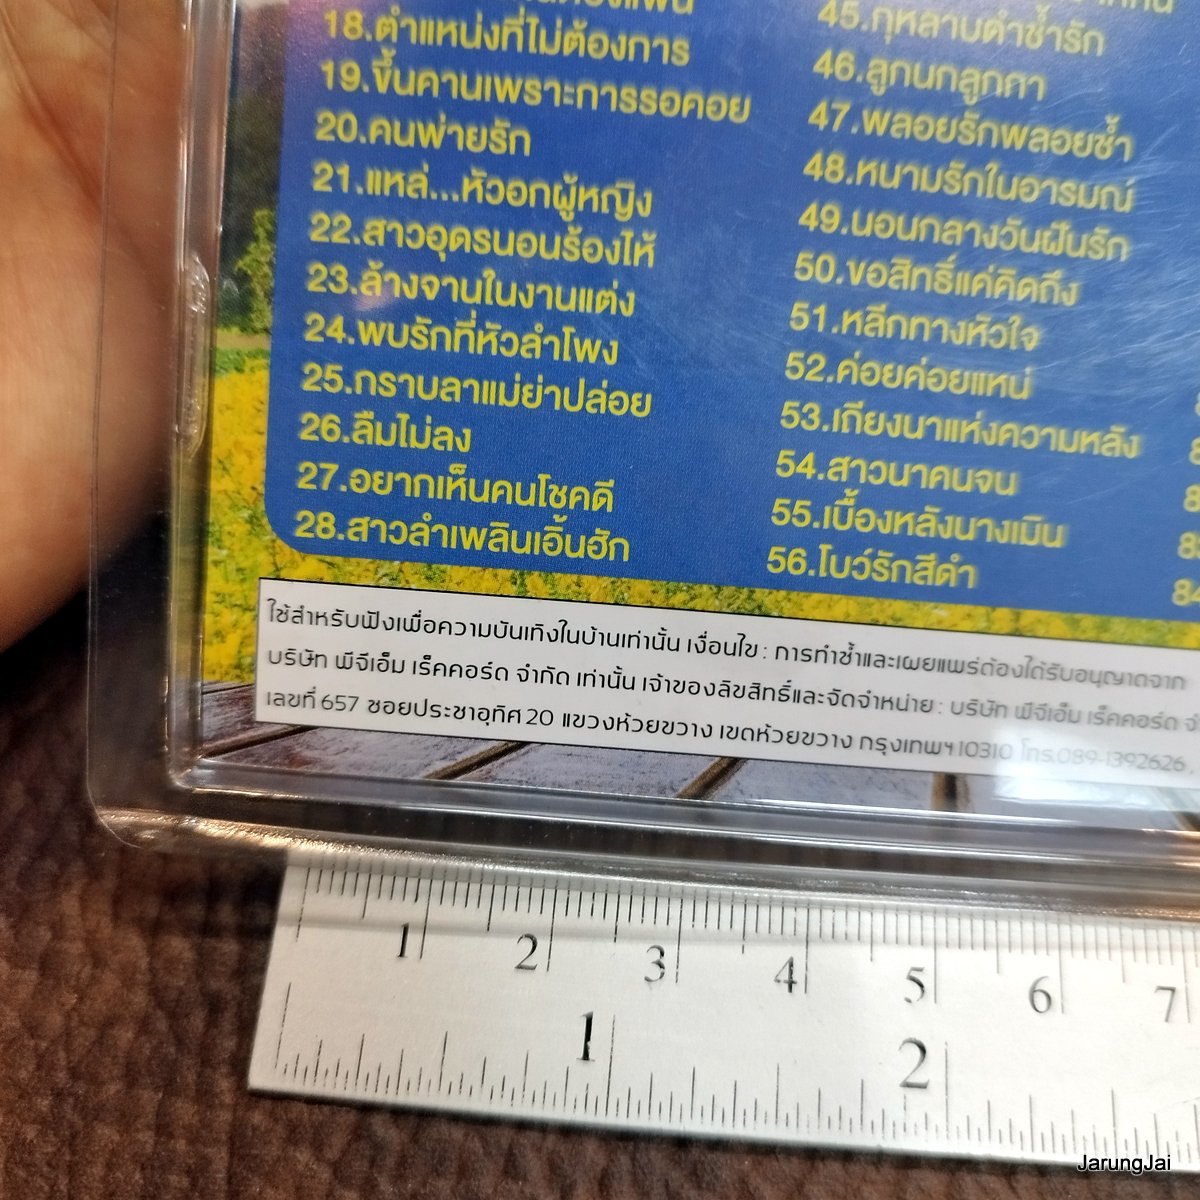 18.ตำแหน่งที่ไม่ต้องการ
19.ขึ้นคานเพราะการรอคอย
20.คนพ่ายรัก
21.แหล่...หัวอกผู้หญิง
22.สาวอุดรนอนร้องไห้
23.ล้างจานในงานแต่ง
24.พบรักที่หัวลำโพง
25.กราบลาแม่ย่าปล่อย
26.ลืมไม่ลง
27.อยากเห็นคนโชคดี
28.สาวลำเพลินเอิ้นฮัก
45.กุหลาบดำช้ำรัก
46.ลูกนกลูกกา
47.พลอยรักพลอยช้ำ
48.หนามรักในอารมณ์
49.นอนกลางวันฝันรัก
50.ขอสิทธิ์แค่คิดถึง
51.หลีกทางหัวใจ
52.ค่อยค่อยแหน่
53.เถียงนาแห่งความหลัง
54.สาวนาคนจน
55.เบื้องหลังนางเมิน
56.โบว์รักสีดำ
ใช้สำหรับฟังเพื่อความบันเทิงในบ้านเท่านั้น เงื่อนไข : การทำซ้ำและเผยแพร่ต้องได้รับอนุญาตจาก
บริษัท พีจีเอ็ม เร็คคอร์ด จำกัด เท่านั้น เจ้าของลิขสิทธิ์และจัดจำหน่าย : บริษัท พีจีเอ็ม เร็คคอร์ด
เลขที่ 657 ซอยประชาอุทิศ 20 แขวงห้วยขวาง เขตห้วยขวาง กรุงเทพฯ 10310 โทร.089-1392626
1 2 3 4 5 6 7
1 2
JarungJai